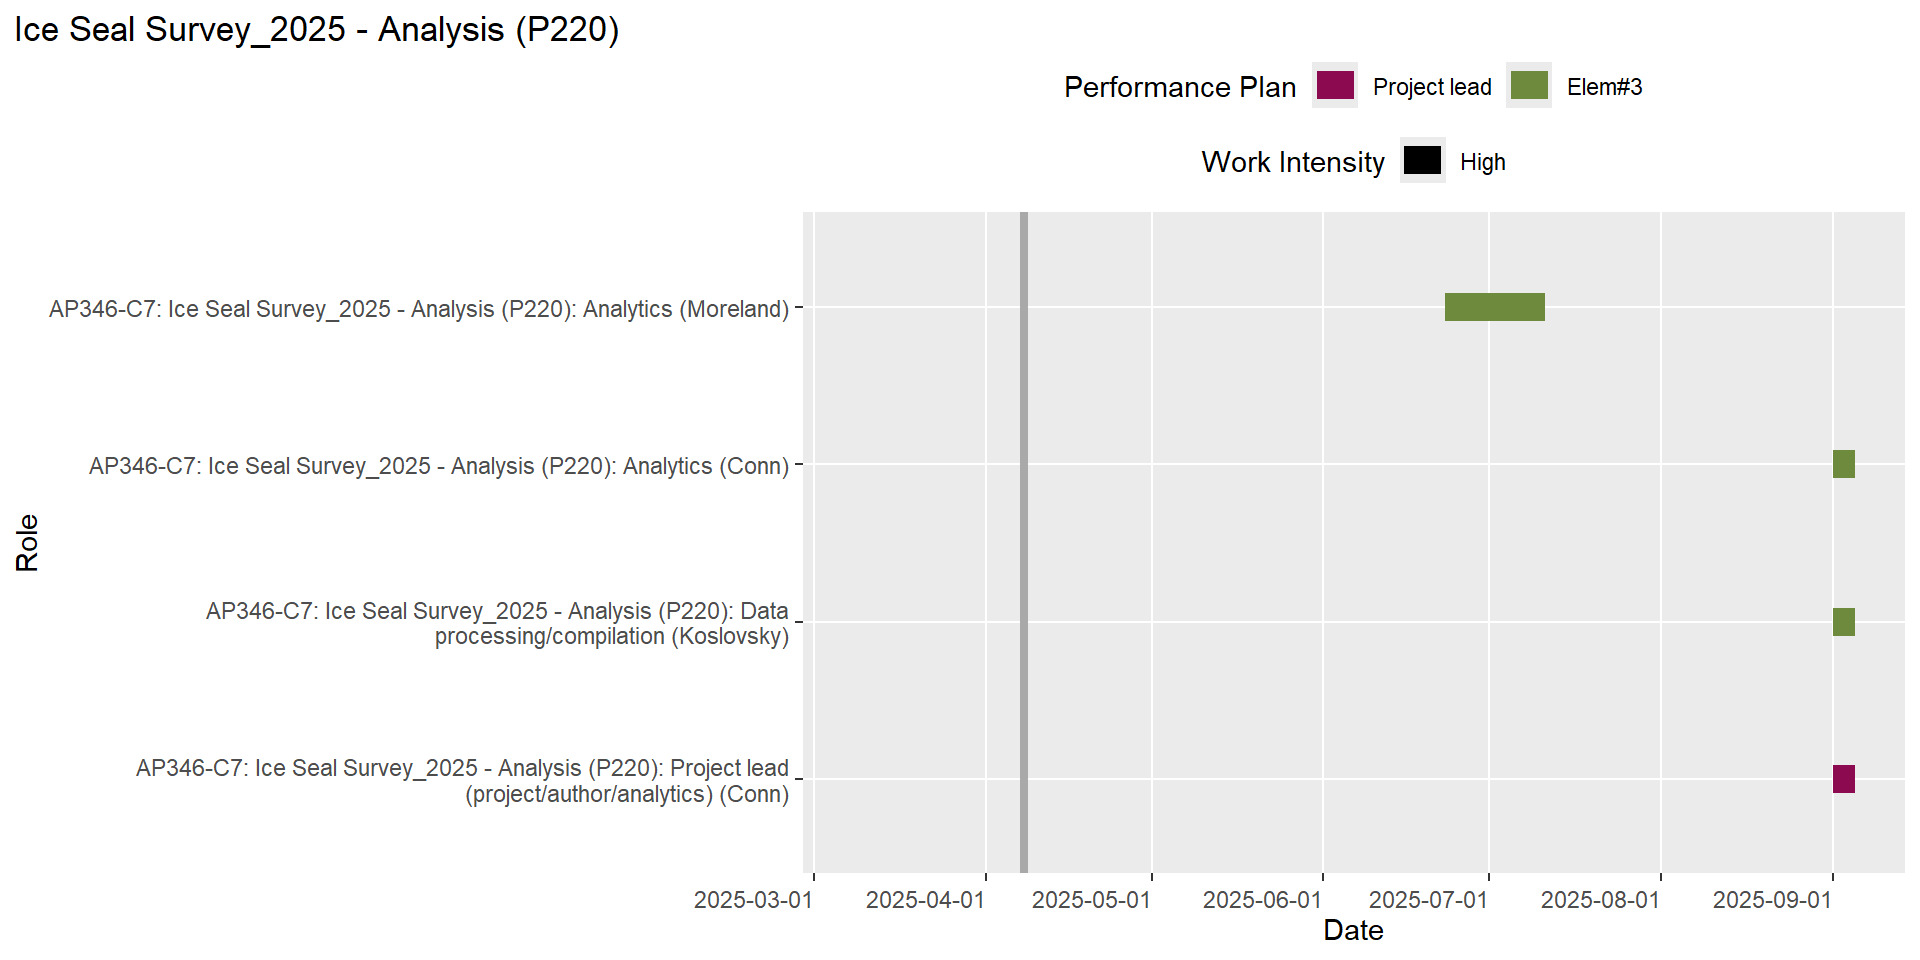 Ice Seal Survey_2025 - Analysis (P220)
Performance Plan Project lead Elem#3
Work Intensity High
AP346-C7: Ice Seal Survey_2025 - Analysis (P220): Analytics (Moreland)
AP346-C7: Ice Seal Survey_2025 - Analysis (P220): Analytics (Conn)
Role
AP346-C7: Ice Seal Survey_2025 - Analysis (P220): Data
processing/compilation (Koslovsky)
AP346-C7: Ice Seal Survey_2025 - Analysis (P220): Project lead
(project/author/analytics) (Conn)
2025-03-01 2025-04-01 2025-05-01 2025-06-01 2025-07-01 2025-08-01 2025-09-01
Date